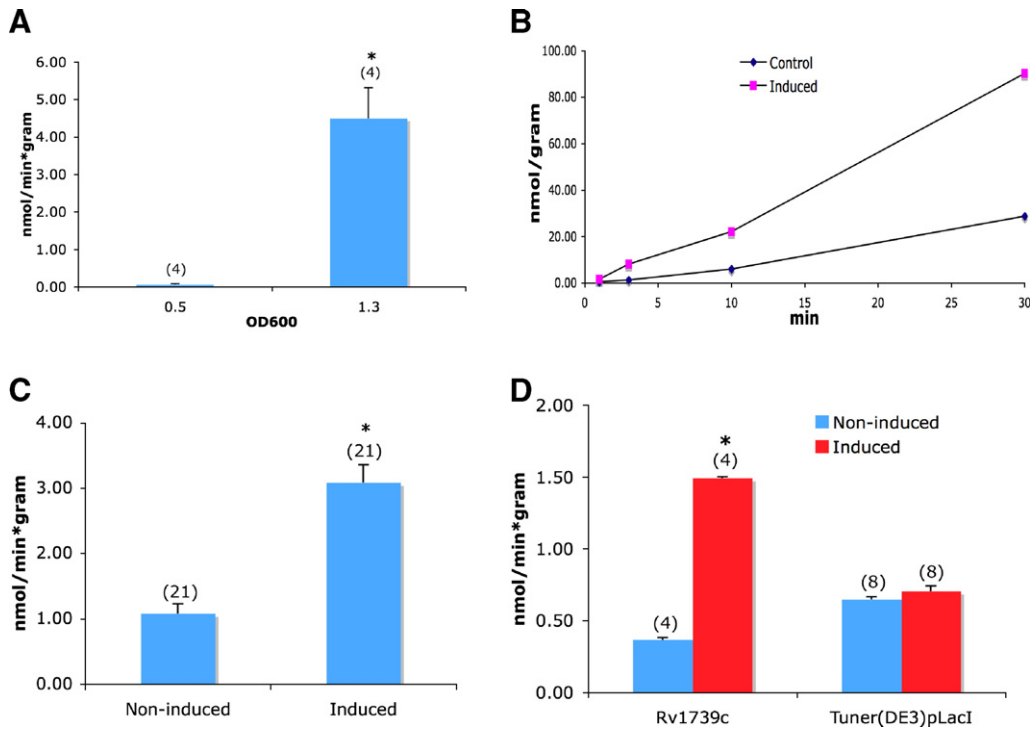 A
nmol/min*gram
6.00
5.00
4.00
3.00
2.00
1.00
0.00
(4)
*
(4)
0.5
1.3
OD600
B
nmol/gram
100.00
80.00
60.00
40.00
20.00
0.00
Control
Induced
0
5
10
15
20
25
30
min
C
nmol/min*gram
4.00
3.00
2.00
1.00
0.00
(21)
*
(21)
Non-induced
Induced
D
nmol/min*gram
2.00
1.50
1.00
0.50
0.00
Non-induced
Induced
(4)
*
(4)
(8)
(8)
Rv1739c
Tuner(DE3)pLacI